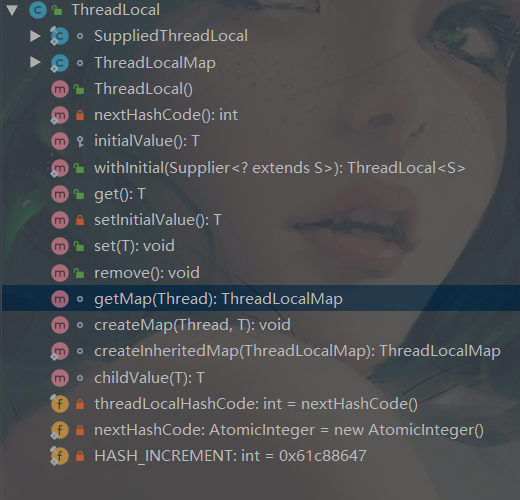 ThreadLocal
SuppliedThreadLocal
ThreadLocalMap
ThreadLocal()
nextHashCode(): int
initialValue(): T
withInitial(Supplier<? extends S>): ThreadLocal<S>
get(): T
setInitialValue(): T
set(T): void
remove(): void
getMap(Thread): ThreadLocalMap
createMap(Thread, T): void
createInheritedMap(ThreadLocalMap): ThreadLocalMap
childValue(T): T
threadLocalHashCode: int = nextHashCode()
nextHashCode: AtomicInteger = new AtomicInteger()
HASH_INCREMENT: int = 0x61c88647